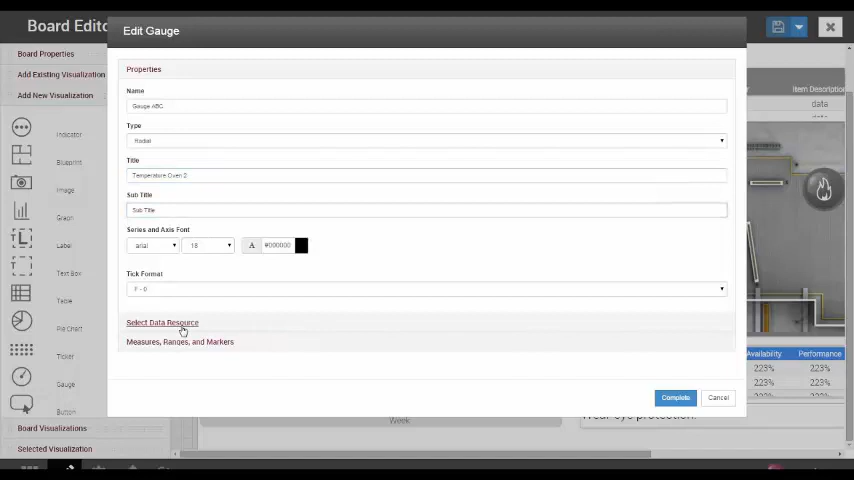 Board Edito
Edit Gauge
Board Properties
Add Existing Visualization
Add New Visualization
Indicator
Blueprint
Image
Graph
Label
Text Box
Table
Pie Chart
Ticker
Gauge
Button
Board Visualizations
Selected Visualization
Properties
Name
Gauge ABC
Type
Radial
Title
Temperature Oven 2
Sub Title
Sub Title
Series and Axis Font
arial
18
A
#000000
Tick Format
F - 0
Select Data Resource
Measures, Ranges, and Markers
Complete
Cancel
Item Description
data
data
Availability
Performance
223%
223%
223%
223%
Week
Wear eye protection.